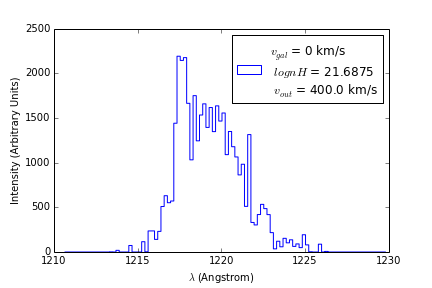 2500
2000
1500
1000
500
0
Intensity (Arbitrary Units)
v_gal = 0 km/s
lognH = 21.6875
v_out = 400.0 km/s
1210
1215
1220
1225
1230
λ (Angstrom)